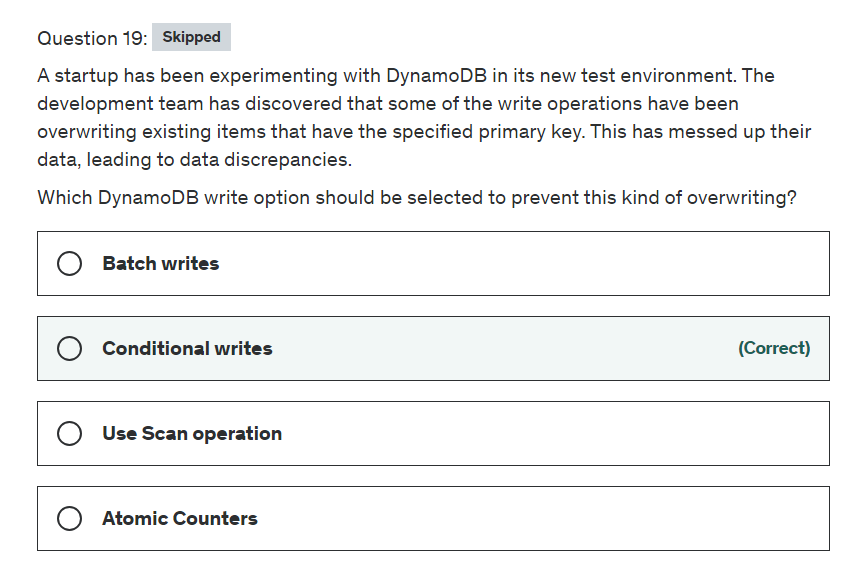 Question 19: Skipped
A startup has been experimenting with DynamoDB in its new test environment. The
development team has discovered that some of the write operations have been
overwriting existing items that have the specified primary key. This has messed up their
data, leading to data discrepancies.
Which DynamoDB write option should be selected to prevent this kind of overwriting?
Batch writes
Conditional writes (Correct)
Use Scan operation
Atomic Counters